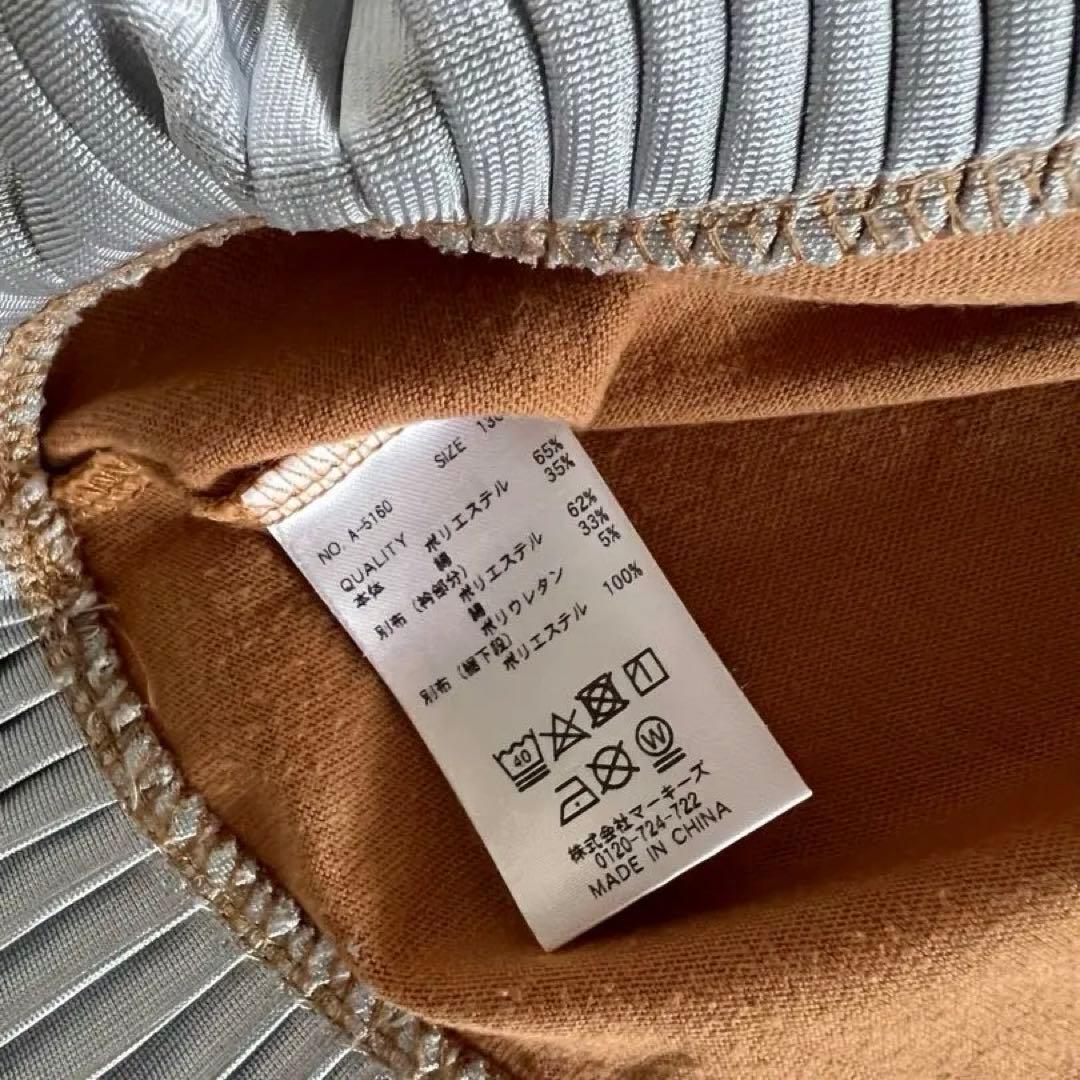 NO. A-5160 SIZE 130
QUALITY
本体 ポリエステル 65%
綿 35%
別布（衿部分）ポリエステル 62%
綿 33%
ポリウレタン 5%
別布（裾下段）ポリエステル 100%
40
W
株式会社マーキーズ
0120-724-722
MADE IN CHINA